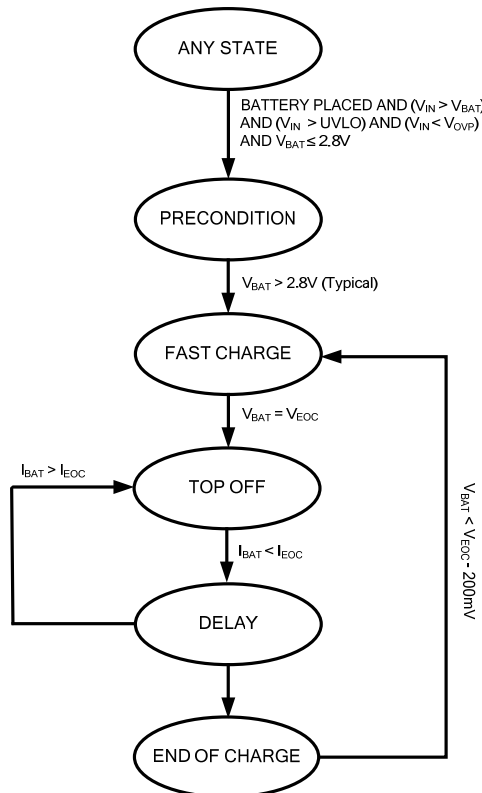 ANY STATE
BATTERY PLACED AND (VIN > VBAT)
AND (VIN > UVLO) AND (VIN < VOVP)
AND VBAT ≤ 2.8V
PRECONDITION
VBAT > 2.8V (Typical)
FAST CHARGE
VBAT = VEOC
IBAT > IEOC
TOP OFF
IBAT < IEOC
VBAT < VEOC - 200mV
DELAY
END OF CHARGE